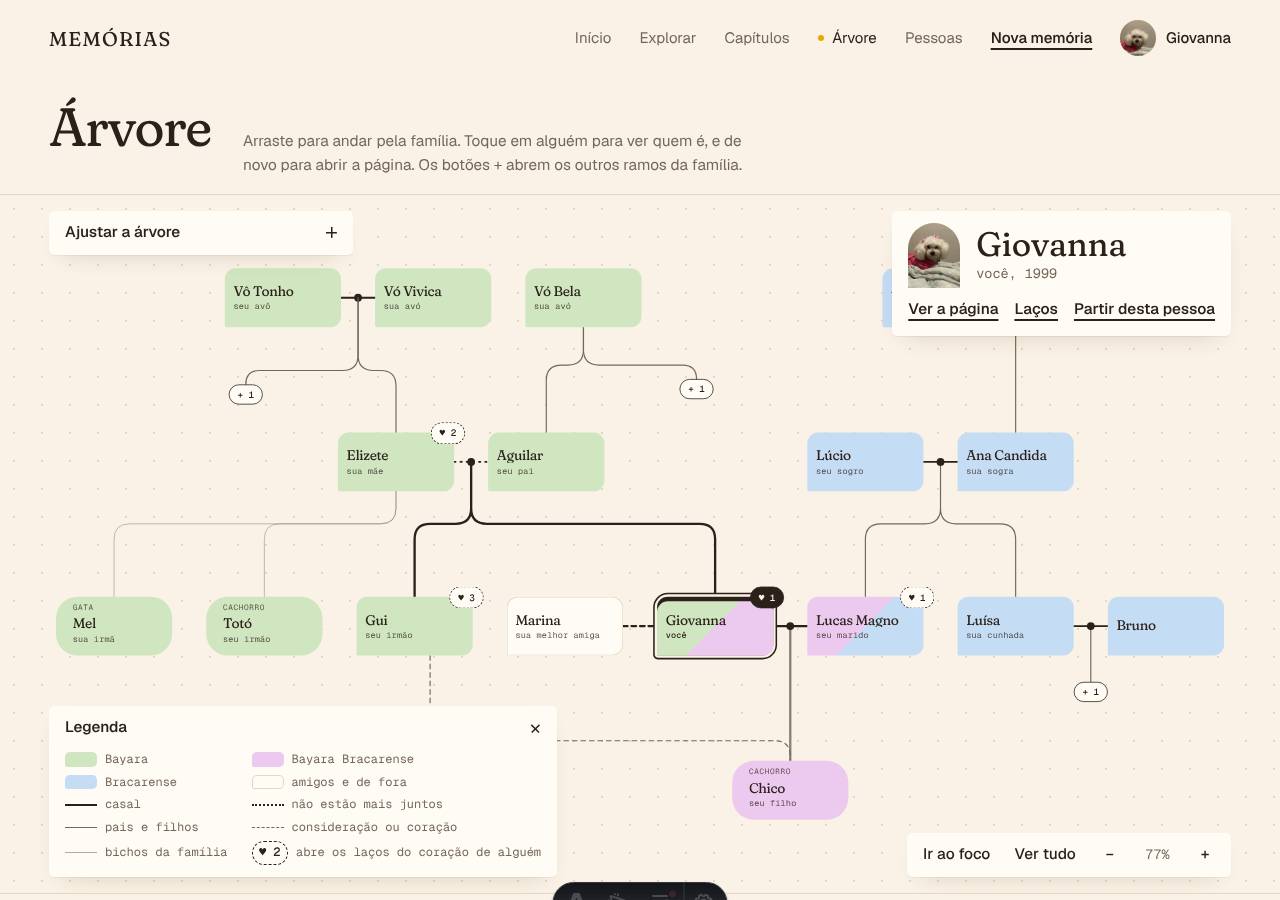 MEMÓRIAS
Início
Explorar
Capítulos
Árvore
Pessoas
Nova memória
Giovanna
Árvore
Arraste para andar pela família. Toque em alguém para ver quem é, e de
novo para abrir a página. Os botões + abrem os outros ramos da família.
Ajustar a árvore +
Giovanna
você, 1999
Ver a página Laços Partir desta pessoa
Vô Tonho
seu avô
Vó Vivica
sua avó
Vó Bela
sua avó
+ 1
+ 1
♥ 2
Elizete
sua mãe
Aguilar
seu pai
Lúcio
seu sogro
Ana Candida
sua sogra
GATA
Mel
sua irmã
CACHORRO
Totó
seu irmão
♥ 3
Gui
seu irmão
Marina
sua melhor amiga
♥ 1
Giovanna
você
♥ 1
Lucas Magno
seu marido
Luísa
sua cunhada
Bruno
+ 1
CACHORRO
Chico
seu filho
Legenda ✕
Bayara
Bayara Bracarense
Bracarense
amigos e de fora
casal
não estão mais juntos
pais e filhos
consideração ou coração
bichos da família
♥ 2 abre os laços do coração de alguém
Ir ao foco Ver tudo − 77% +